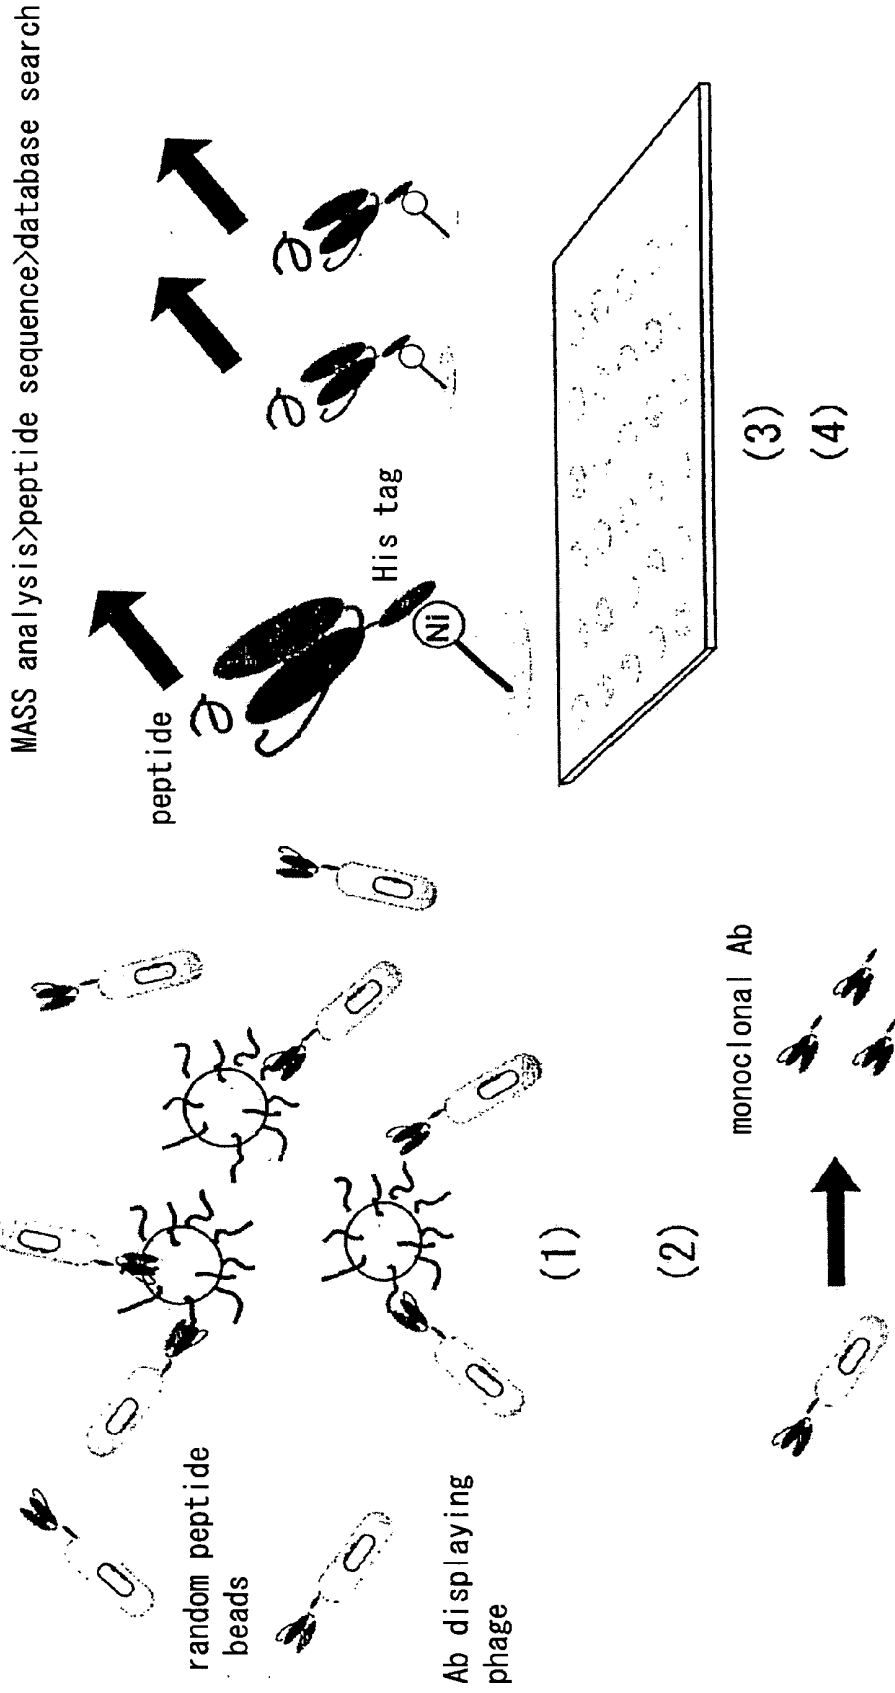 random peptide
beads
Ab displaying
phage
(1)
(2)
monoclonal Ab
MASS analysis>peptide sequence>database search
peptide
His tag
Ni
(3)
(4)